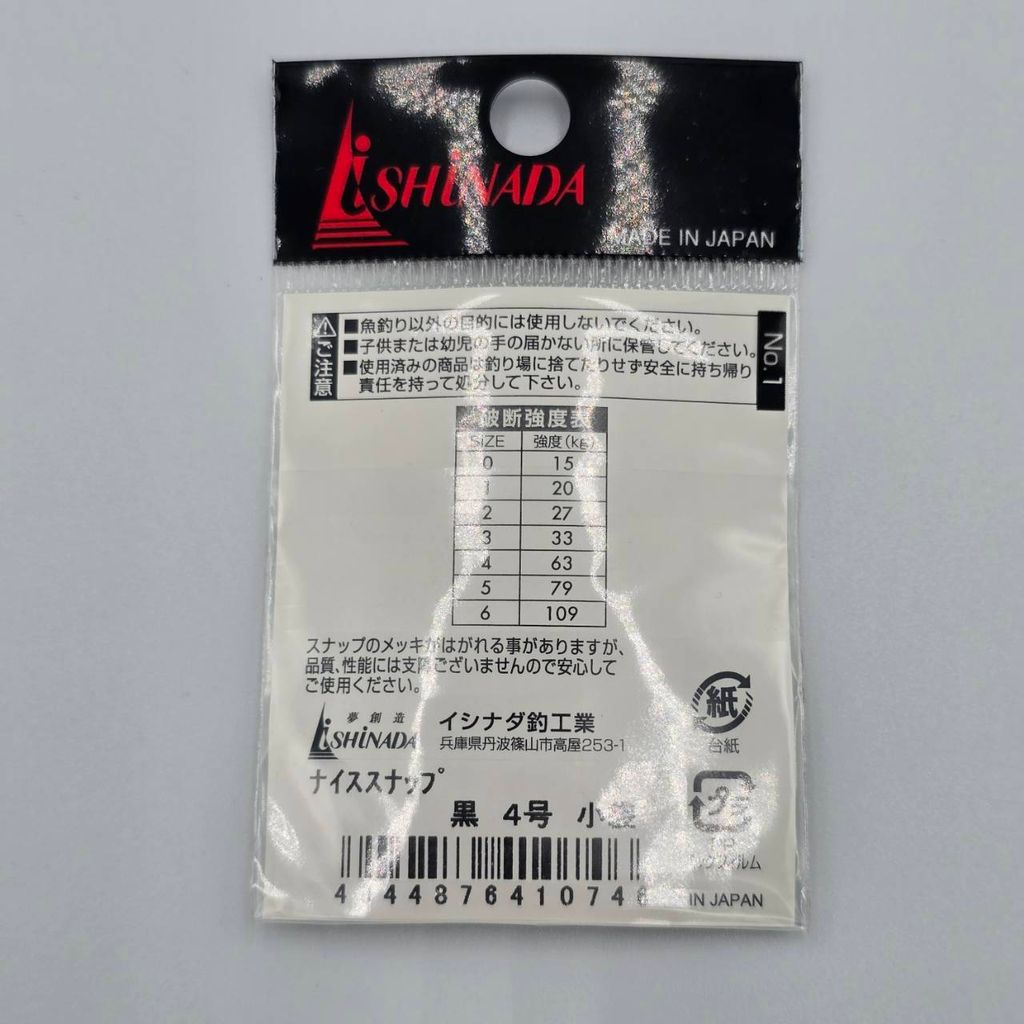 ISHINADA
MADE IN JAPAN
ご注意
■魚釣り以外の目的には使用しないでください。
■子供または幼児の手の届かない所に保管してください。
■使用済みの商品は釣り場に捨てたりせず安全に持ち帰り
責任を持って処分して下さい。
No.1
破断強度表
SIZE 強度(kg)
0 15
1 20
2 27
3 33
4 63
5 79
6 109
スナップのメッキがはがれる事がありますが、
品質、性能には支障ございませんので安心して
ご使用ください。
夢創造
ISHINADA
イシナダ釣工業
兵庫県丹波篠山市高屋253-1
紙
台紙
ナイススナップ
黒 4号 小袋
プラ
IN JAPAN